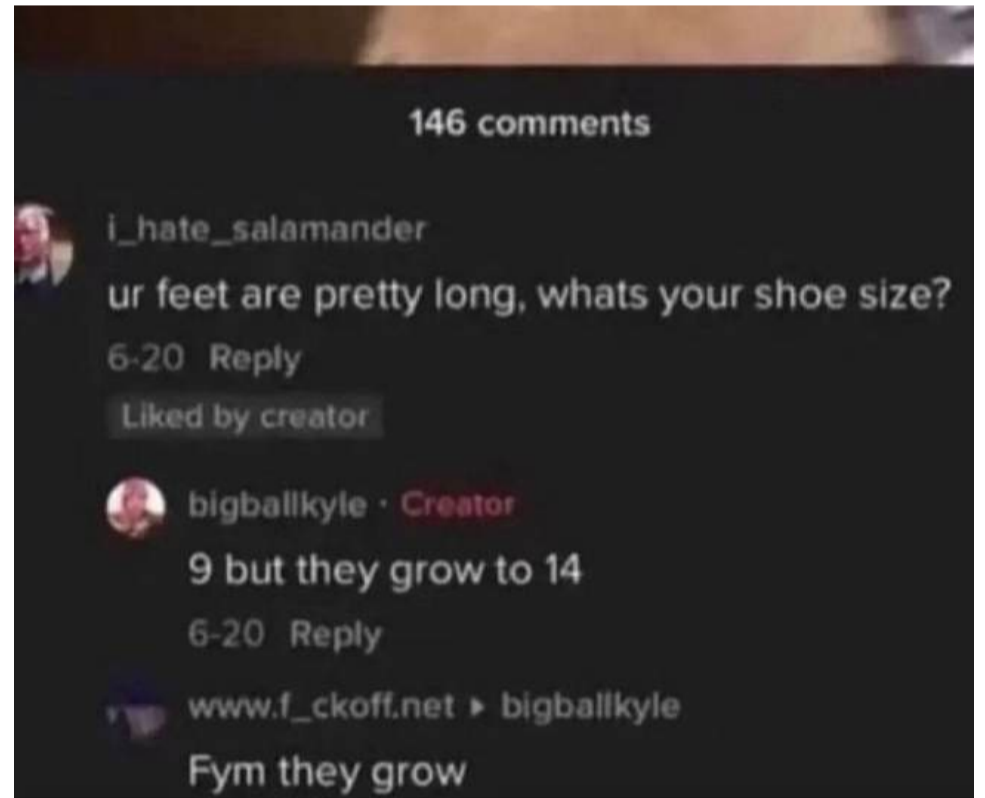 146 comments
i_hate_salamander
ur feet are pretty long, whats your shoe size?
6-20 Reply
Liked by creator
bigballkyle · Creator
9 but they grow to 14
6-20 Reply
www.f_ckoff.net ▸ bigballkyle
Fym they grow